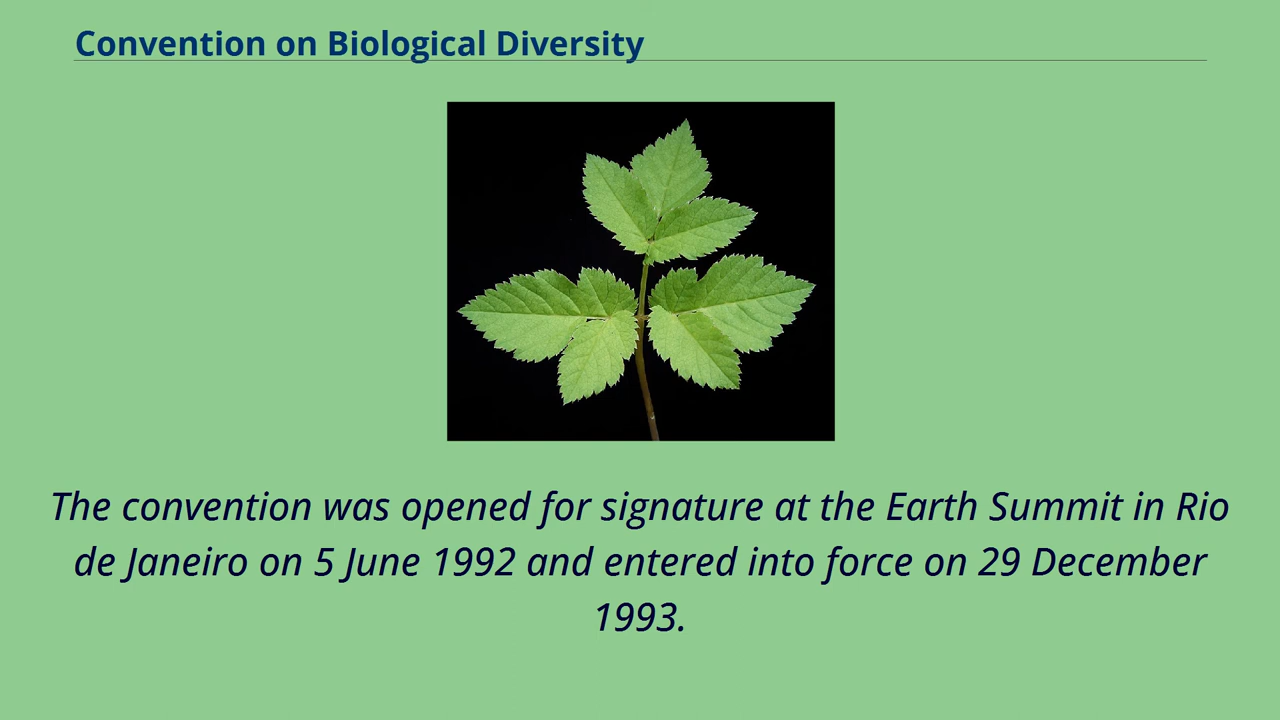 Convention on Biological Diversity
The convention was opened for signature at the Earth Summit in Rio
de Janeiro on 5 June 1992 and entered into force on 29 December
1993.